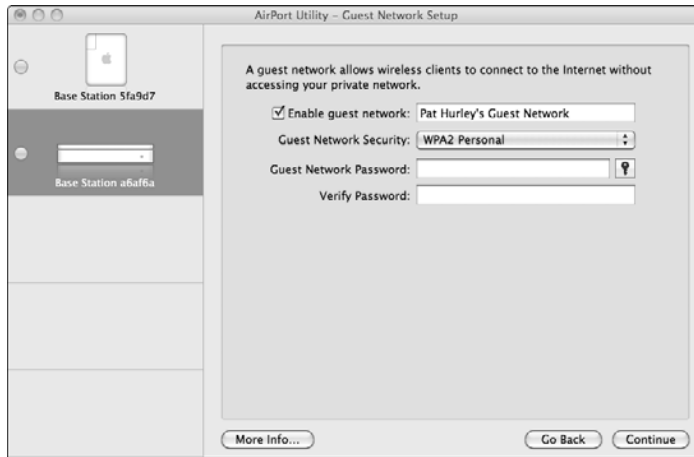 AirPort Utility – Guest Network Setup
Base Station 5fa9d7
Base Station a6af6a
A guest network allows wireless clients to connect to the Internet without
accessing your private network.
Enable guest network: Pat Hurley's Guest Network
Guest Network Security: WPA2 Personal
Guest Network Password:
Verify Password:
More Info... Go Back Continue